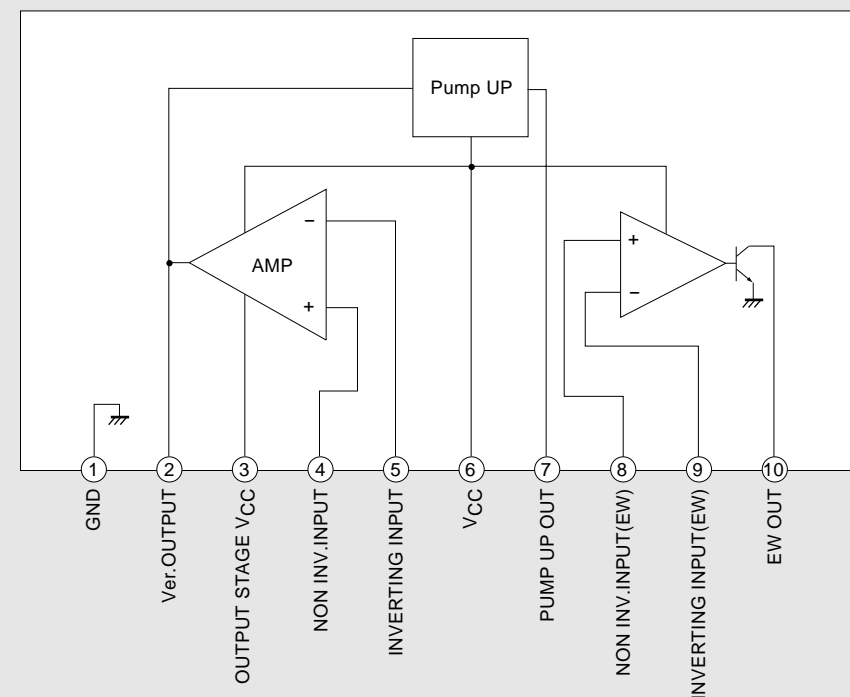 Pump UP
AMP
−
+
+
−
1
2
3
4
5
6
7
8
9
10
GND
Ver.OUTPUT
OUTPUT STAGE VCC
NON INV.INPUT
INVERTING INPUT
VCC
PUMP UP OUT
NON INV.INPUT(EW)
INPUT(EW)
EW OUT